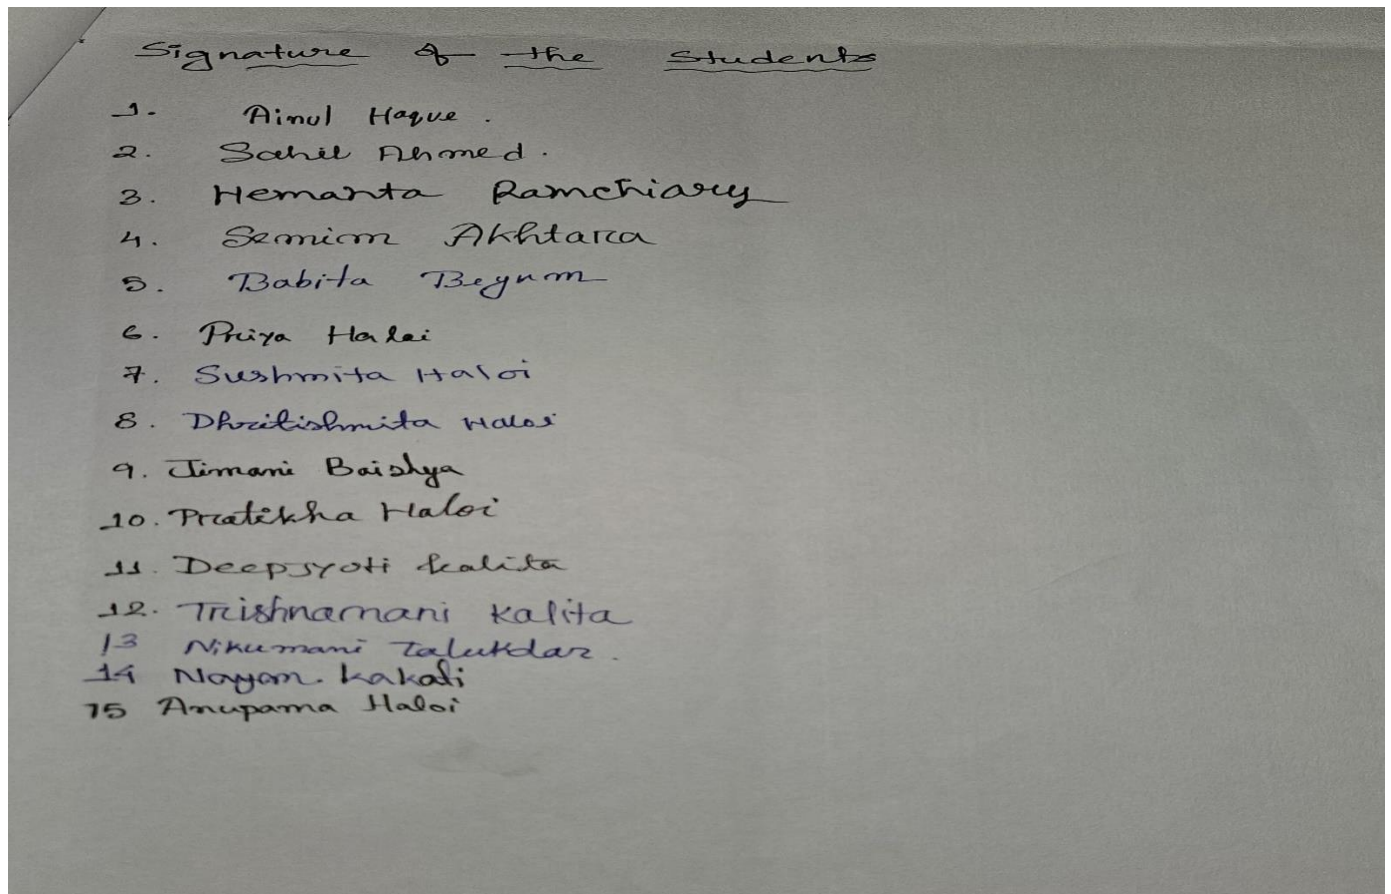 Signature of the Students
1. Ainul Haque.
2. Sahil Ahmed.
3. Hemanta Ramchiary
4. Semim Akhtara
5. Babita Begum
6. Priya Haloi
7. Sushmita Haloi
8. Dhritishmita Haloi
9. Jimani Baishya
10. Pratikha Haloi
11. Deepjyoti Kalita
12. Trishnamani Kalita
13 Nikumani Talukdar.
14 Nayan. Kakati
15 Anupama Haloi